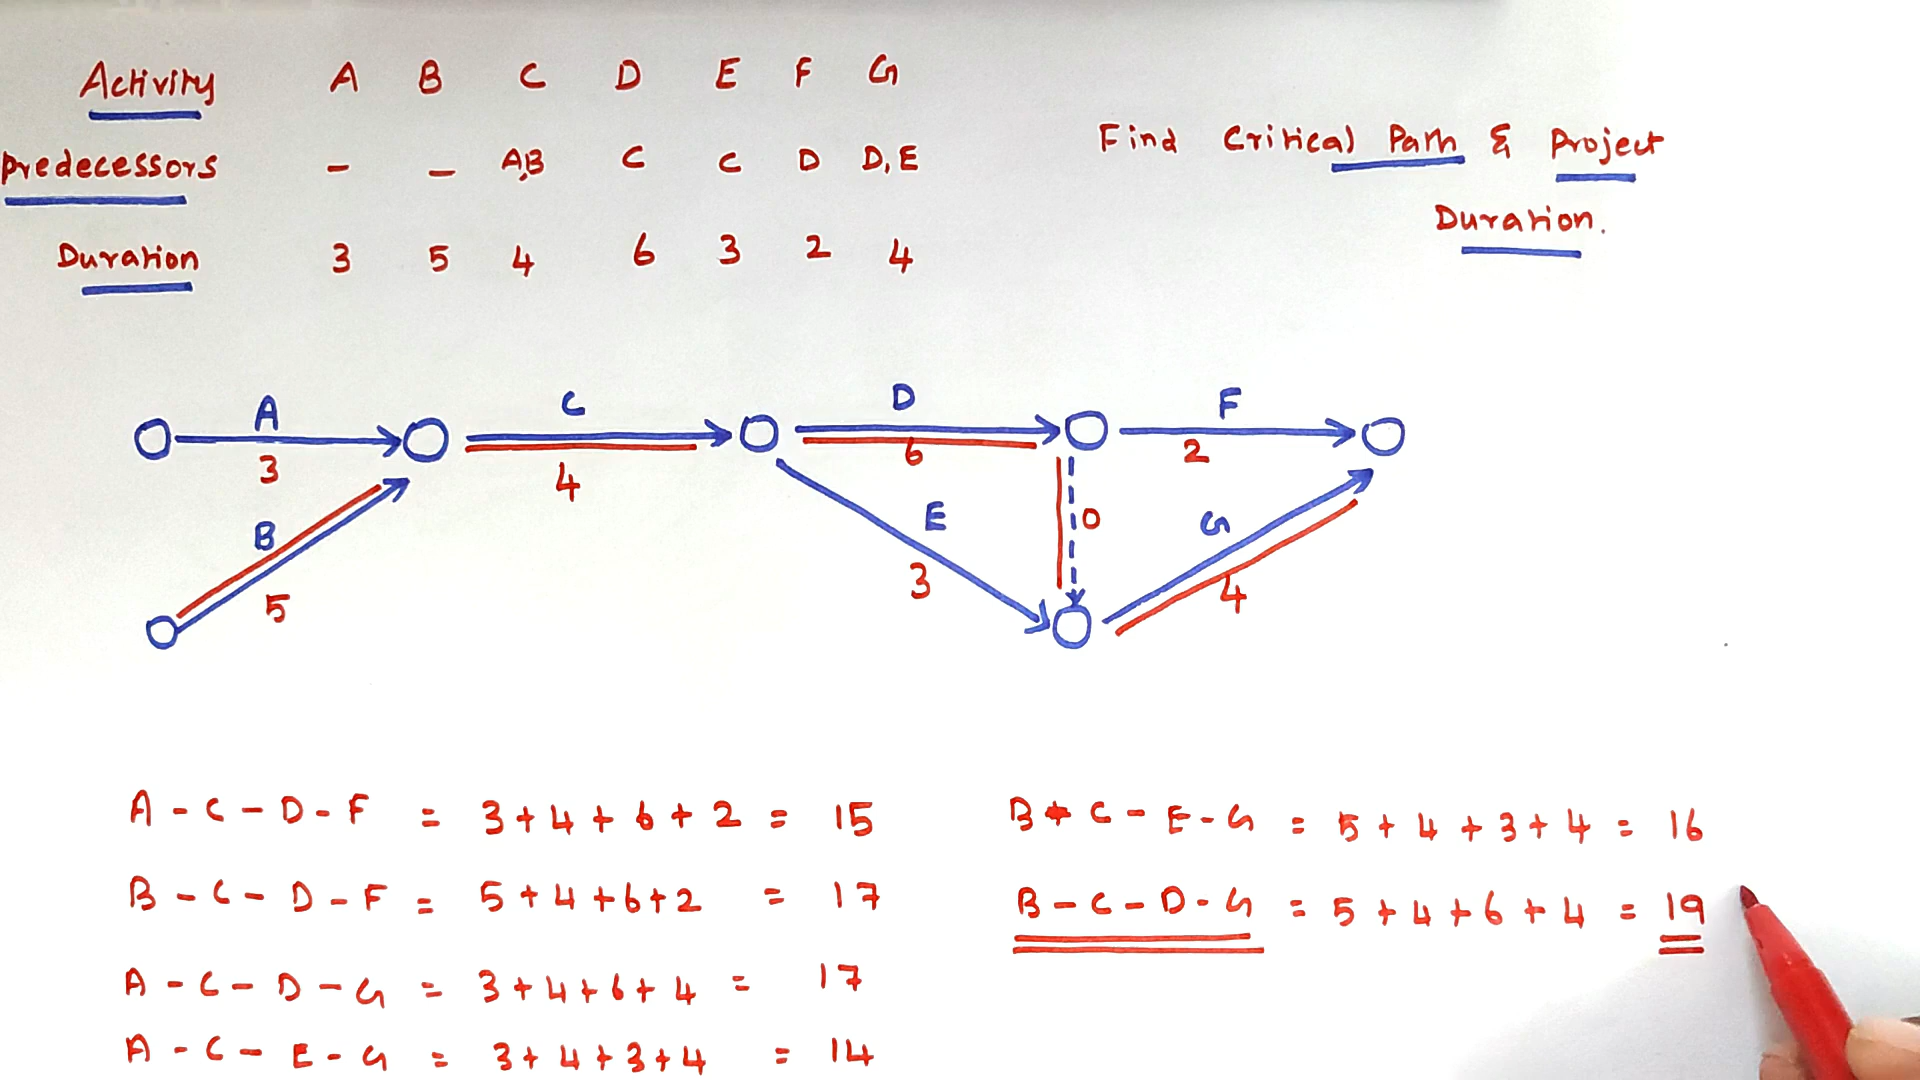 Activity A B C D E F G
Predecessors - - A,B C C D D,E
Duration 3 5 4 6 3 2 4
Find Critical Path & Project
Duration.
A C D F
3 4 6 2
B E 0 G
5 3 4
A-C-D-F = 3+4+6+2 = 15
B-C-D-F = 5+4+6+2 = 17
A-C-D-G = 3+4+6+4 = 17
A-C-E-G = 3+4+3+4 = 14
B-C-E-G = 5+4+3+4 = 16
B-C-D-G = 5+4+6+4 = 19